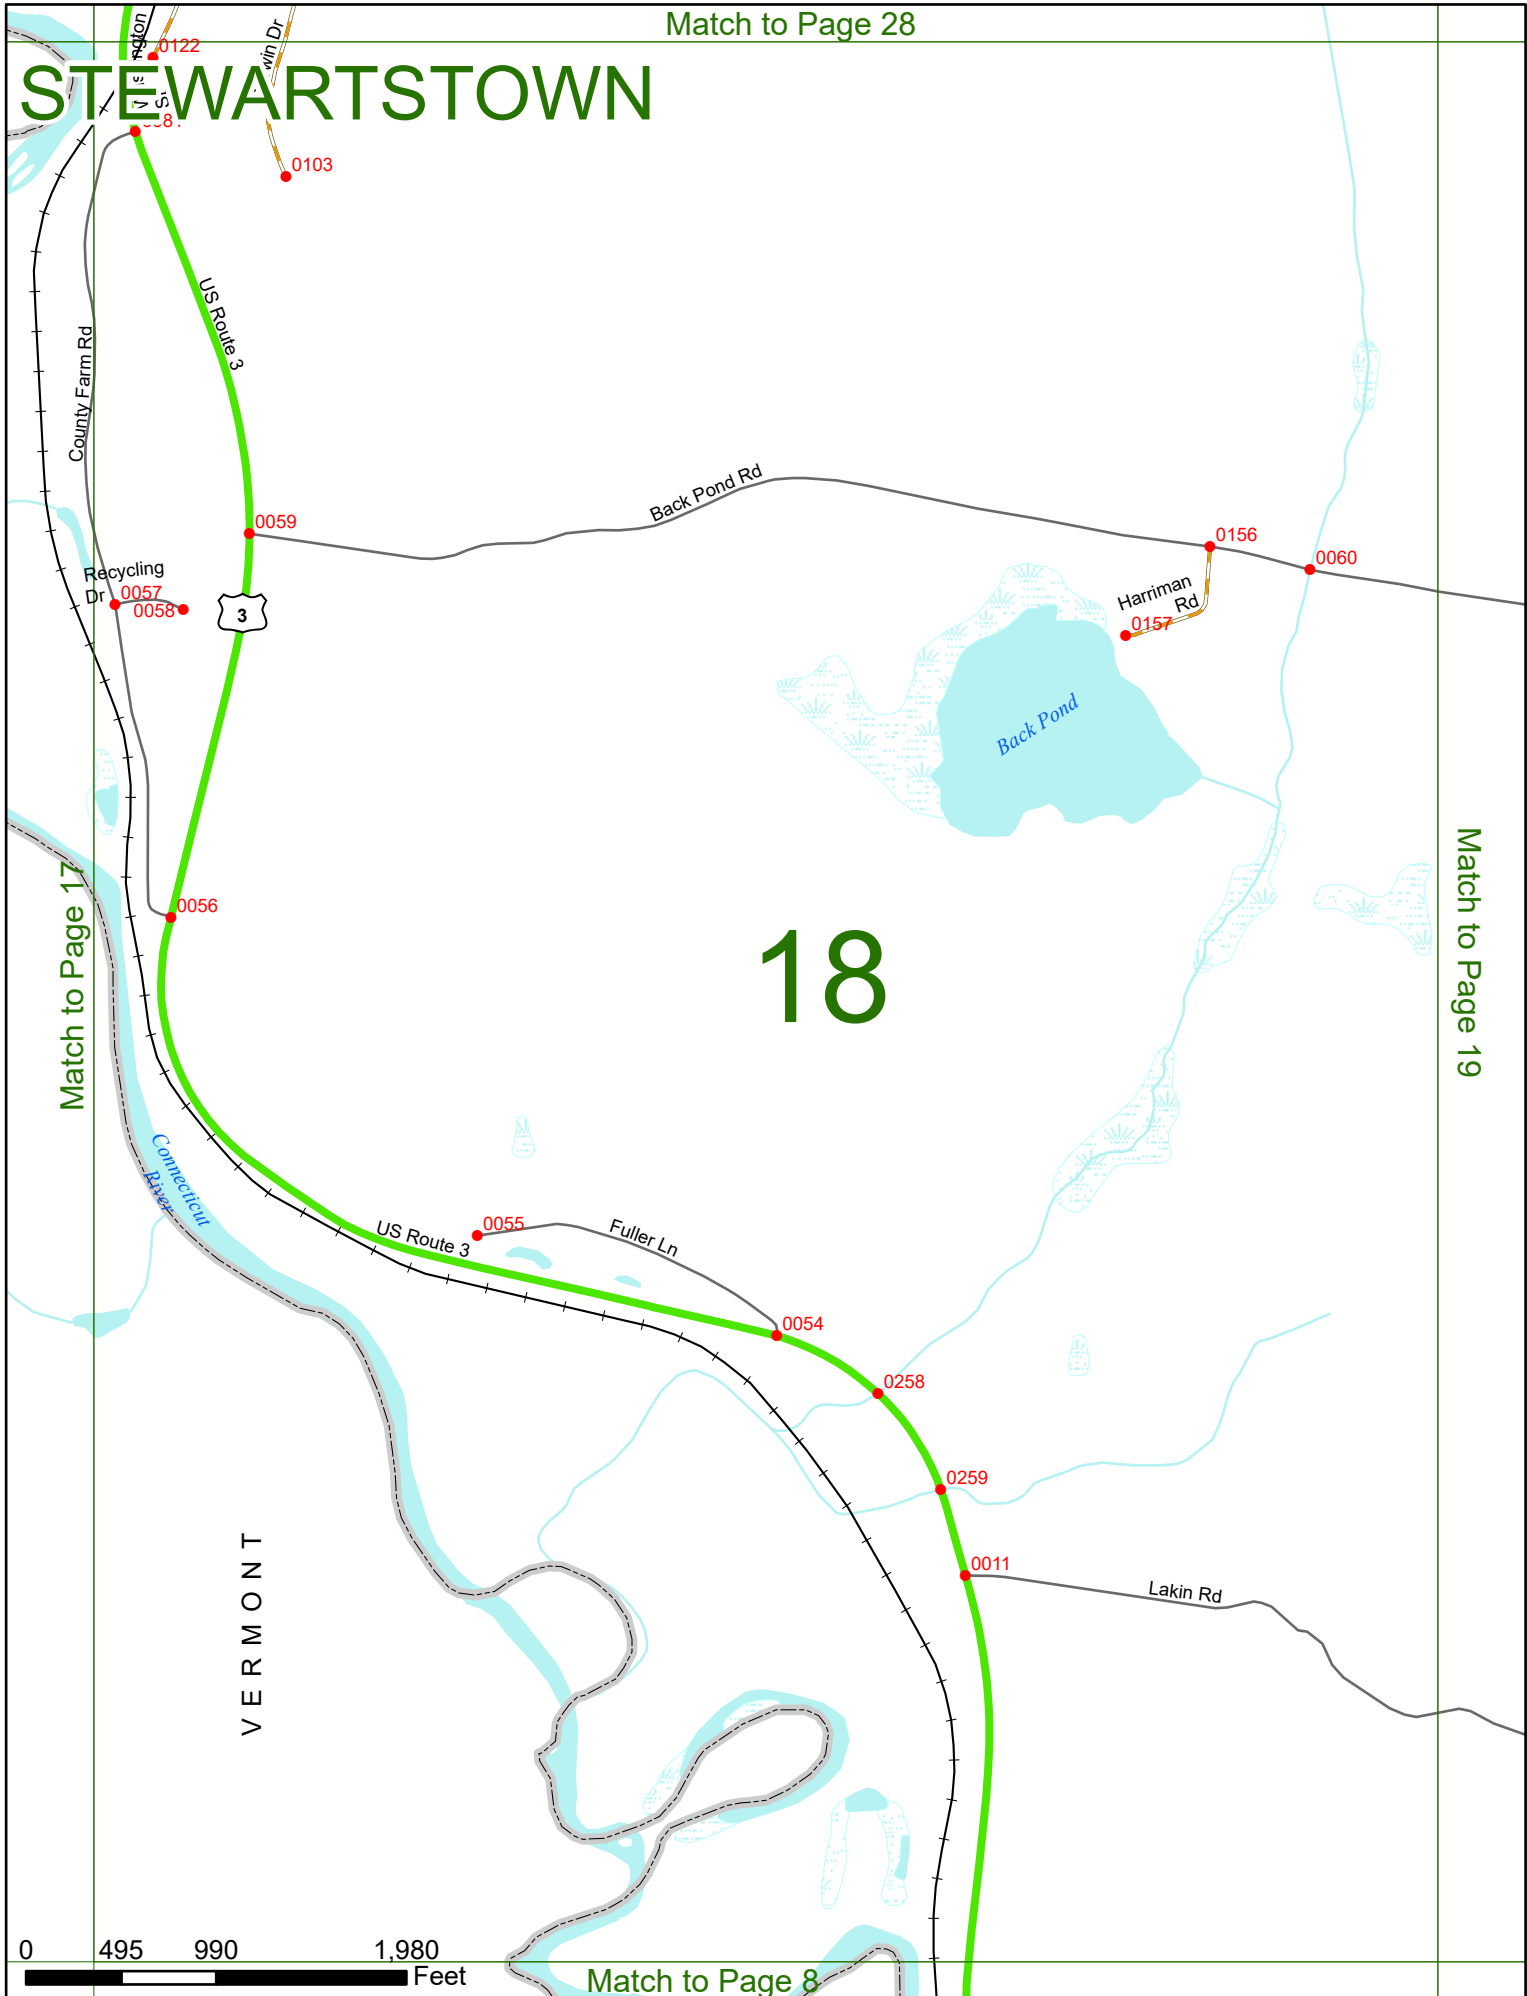 Match to Page 28
0122
STEWARTSTOWN
0103
US Route 3
County Farm Rd
Back Pond Rd
0059
0156
0060
Recycling
Dr
0057
0058
3
Harriman
Rd
0157
Back Pond
Match to Page 17
0056
18
Match to Page 19
Connecticut
River
US Route 3
0055
Fuller Ln
0054
0258
0259
0011
Lakin Rd
VERMONT
0 495 990 1,980
Feet
Match to Page 8